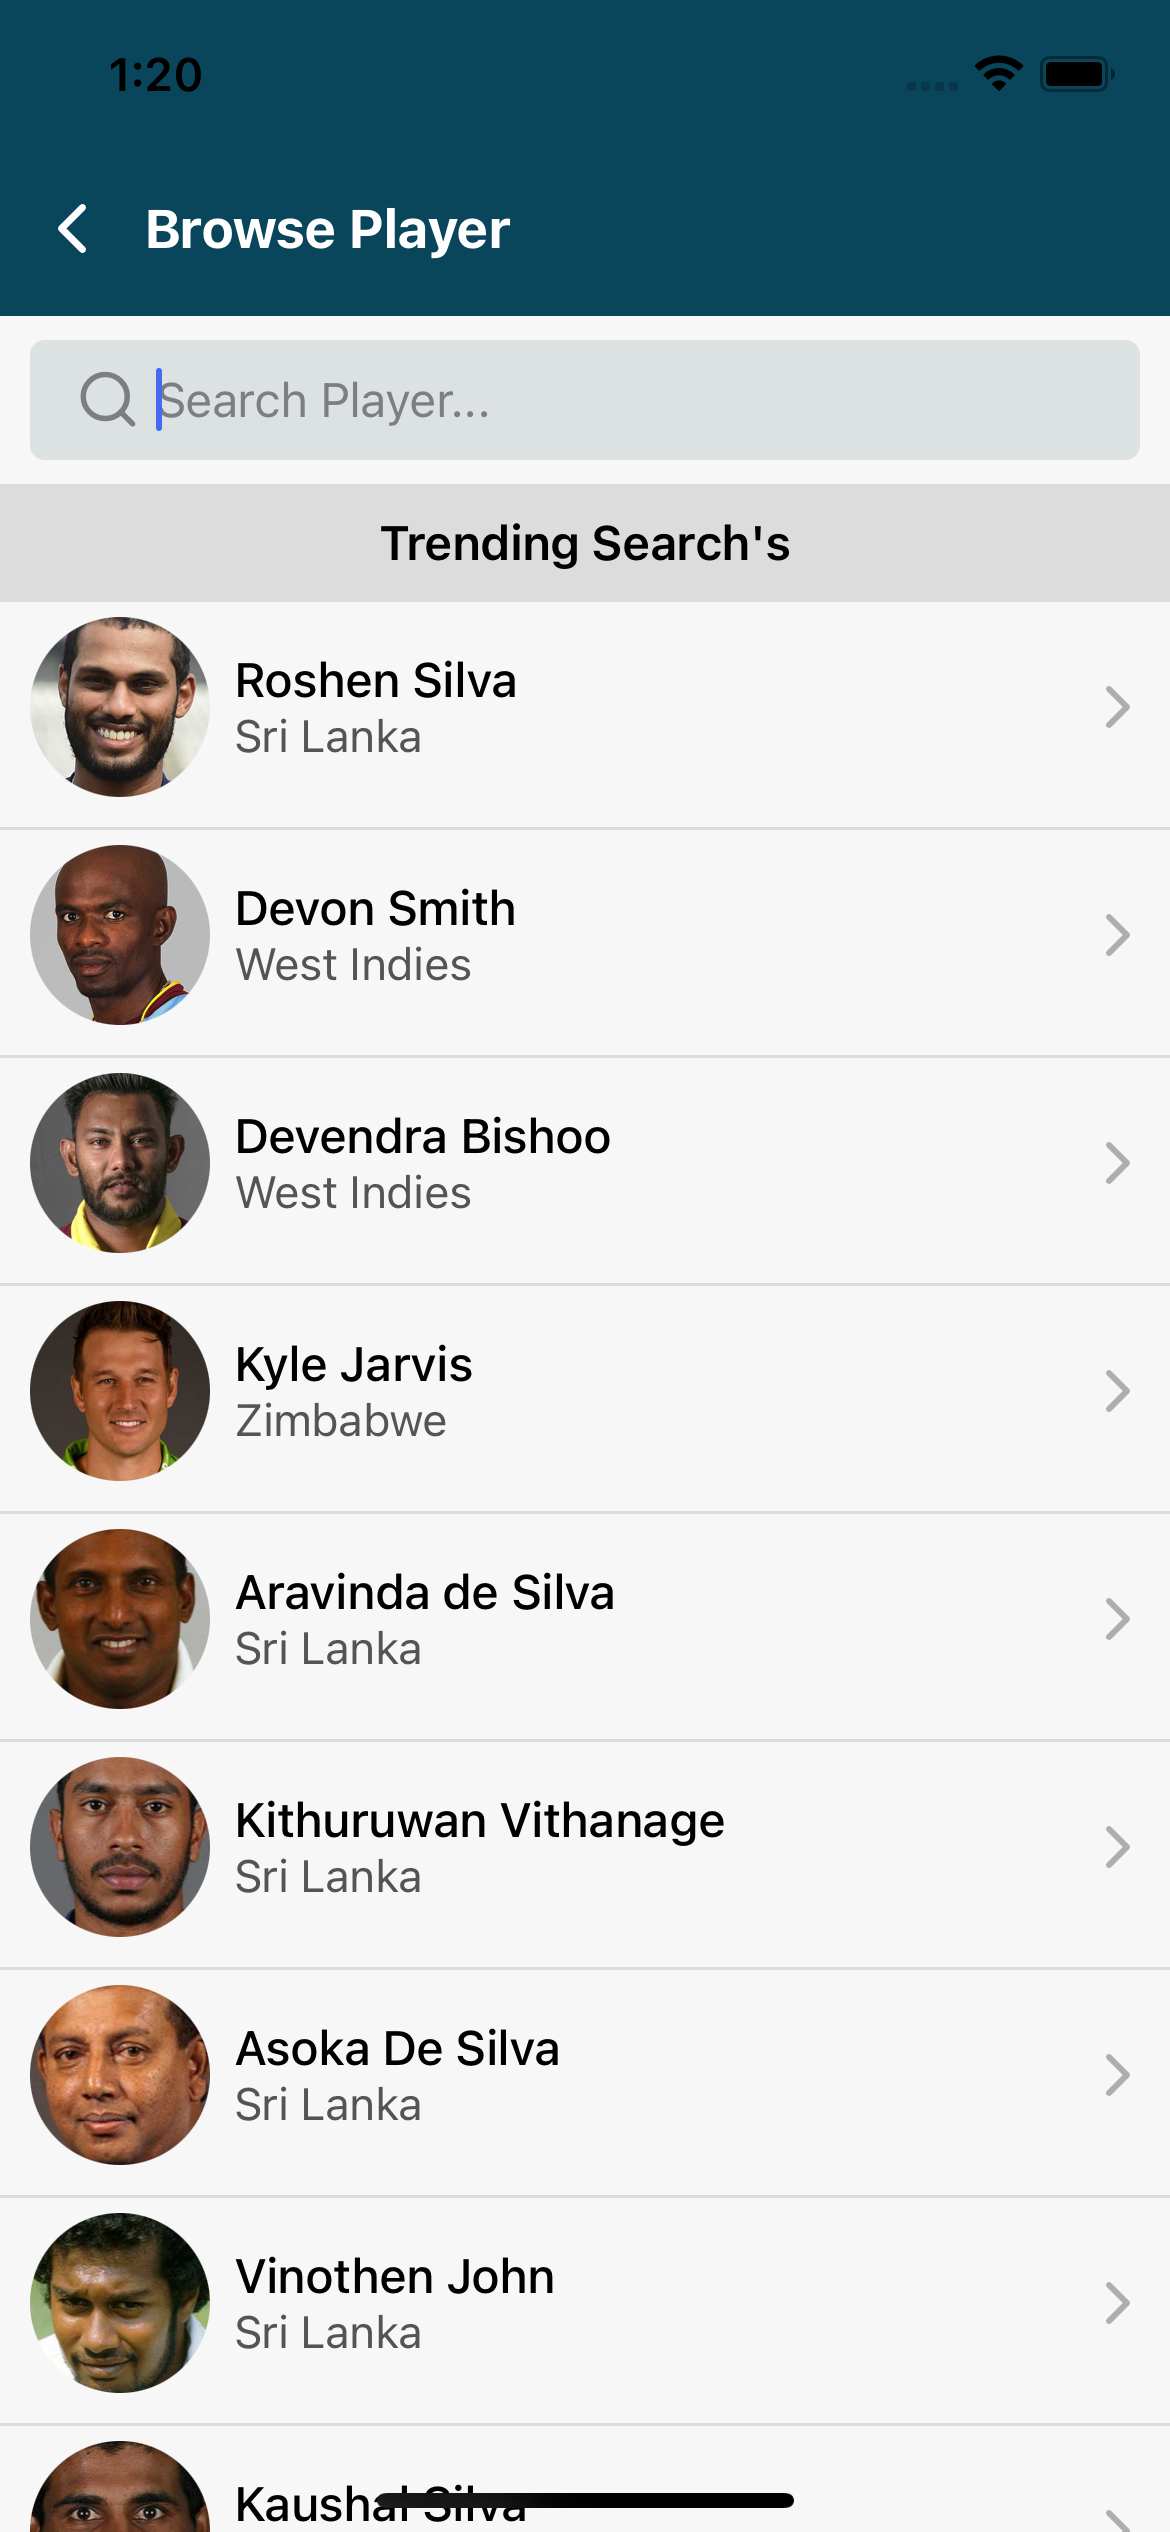 1:20
Browse Player
Search Player...
Trending Search's
Roshen Silva
Sri Lanka
Devon Smith
West Indies
Devendra Bishoo
West Indies
Kyle Jarvis
Zimbabwe
Aravinda de Silva
Sri Lanka
Kithuruwan Vithanage
Sri Lanka
Asoka De Silva
Sri Lanka
Vinothen John
Sri Lanka
Kaushal Silva